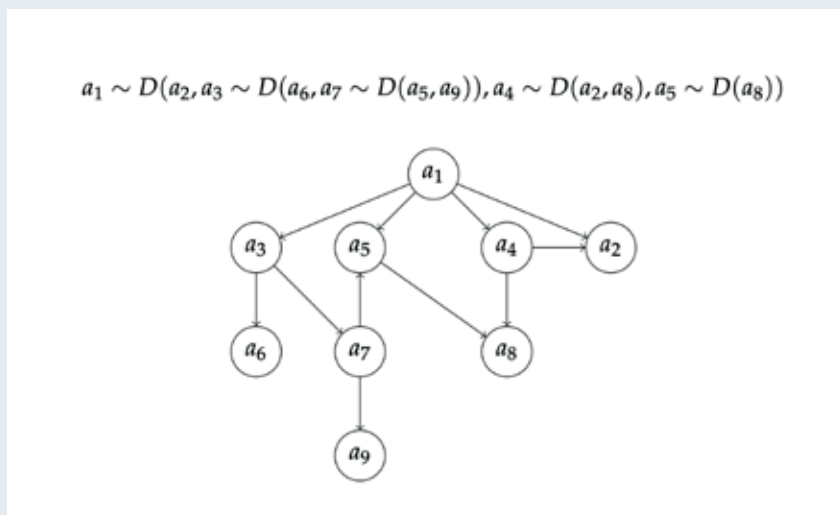 a₁ ∼ D(a₂, a₃ ∼ D(a₆, a₇ ∼ D(a₅, a₉)), a₄ ∼ D(a₂, a₈), a₅ ∼ D(a₈))
a₁
a₃ a₅ a₄ a₂
a₆ a₇ a₈
a₉